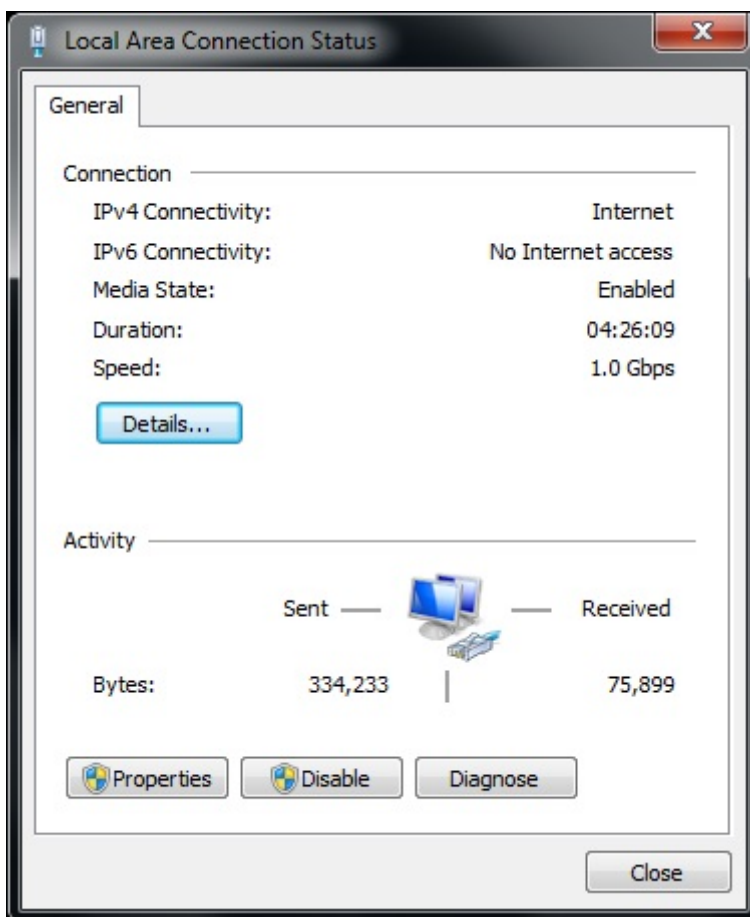 Local Area Connection Status
General
Connection
IPv4 Connectivity: Internet
IPv6 Connectivity: No Internet access
Media State: Enabled
Duration: 04:26:09
Speed: 1.0 Gbps
Details...
Activity
Sent Received
Bytes: 334,233 75,899
Properties Disable Diagnose
Close